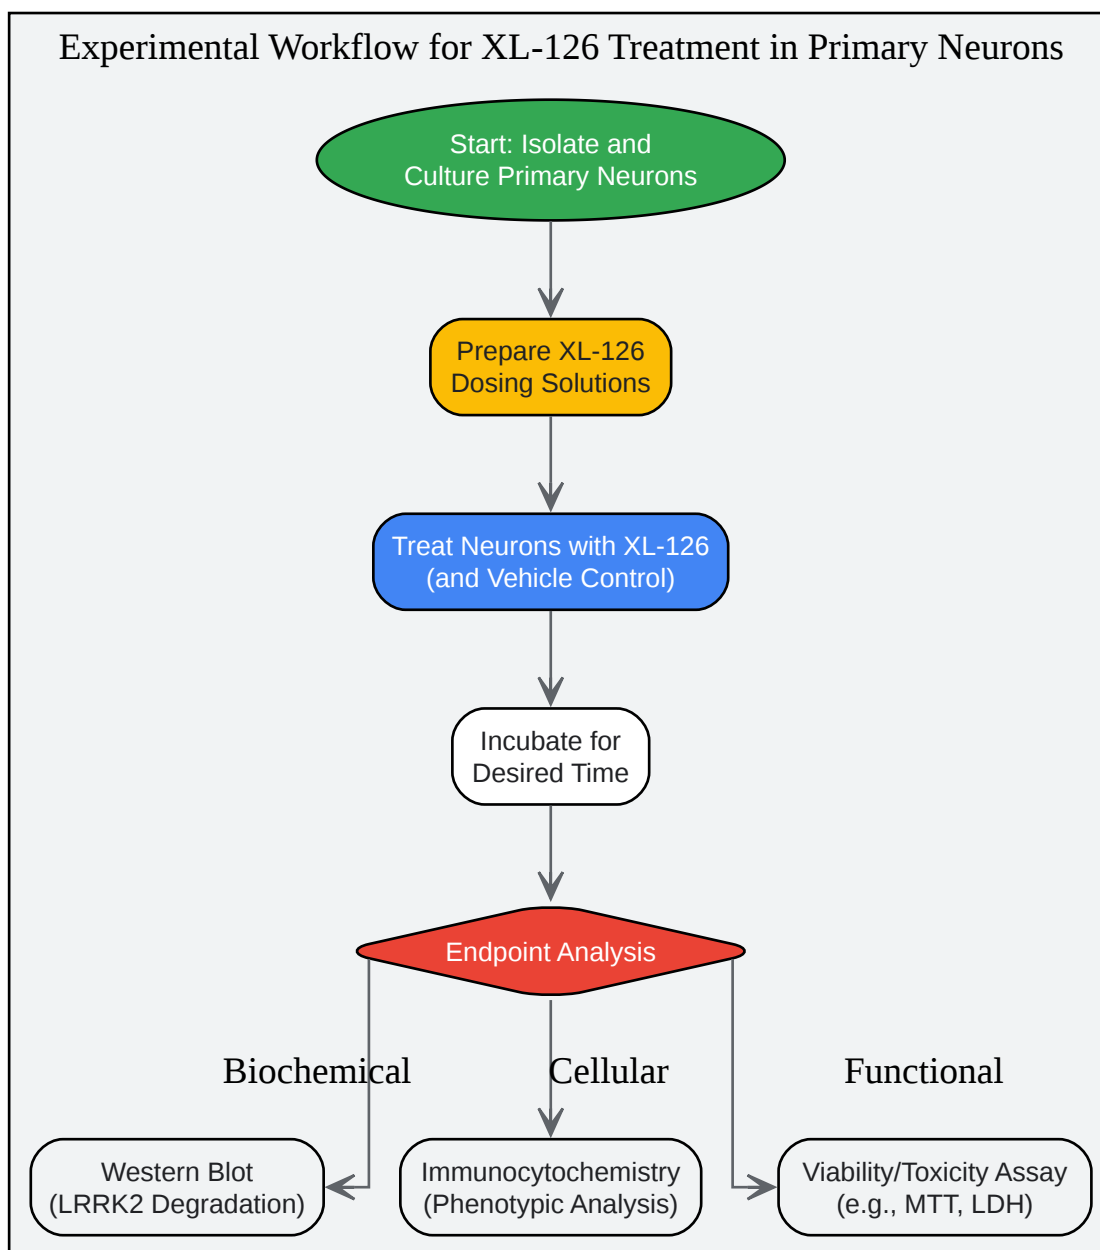 Experimental Workflow for XL-126 Treatment in Primary Neurons
Start: Isolate and
Culture Primary Neurons
Prepare XL-126
Dosing Solutions
Treat Neurons with XL-126
(and Vehicle Control)
Incubate for
Desired Time
Endpoint Analysis
Biochemical
Cellular
Functional
Western Blot
(LRRK2 Degradation)
Immunocytochemistry
(Phenotypic Analysis)
Viability/Toxicity Assay
(e.g., MTT, LDH)